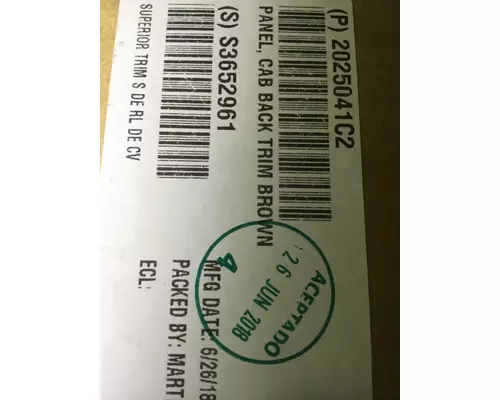 (P) 2025041C2
PANEL, CAB BACK TRIM BROWN
(S) S3652961
SUPERIOR TRIM S DE RL DE CV
MFG DATE: 6/26/18
PACKED BY: MART
ECL:
ACEPTADO
26 JUN 2018
4